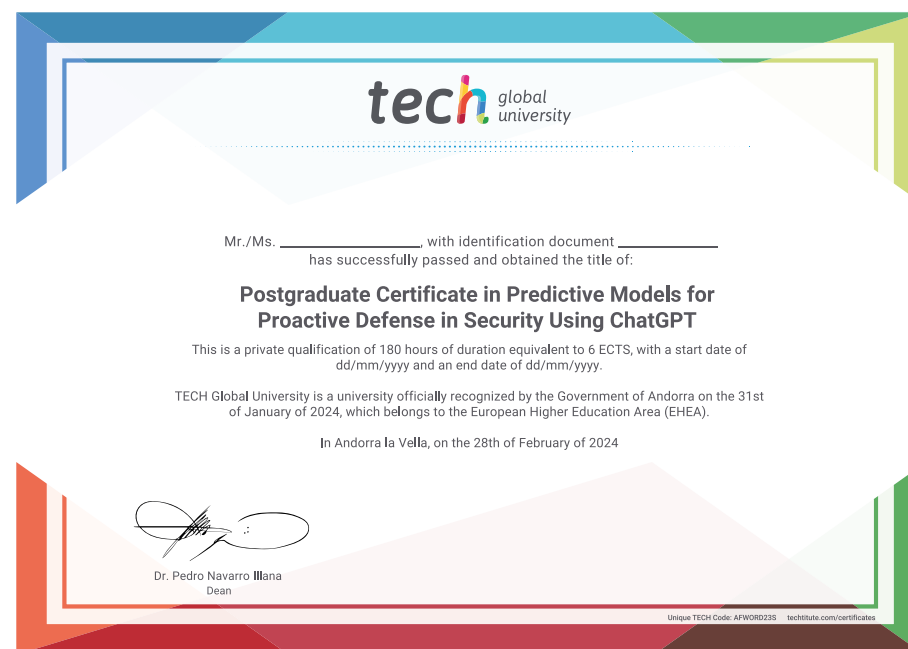 tech global
university
Mr./Ms. ____________, with identification document ____________
has successfully passed and obtained the title of:
Postgraduate Certificate in Predictive Models for
Proactive Defense in Security Using ChatGPT
This is a private qualification of 180 hours of duration equivalent to 6 ECTS, with a start date of
dd/mm/yyyy and an end date of dd/mm/yyyy.
TECH Global University is a university officially recognized by the Government of Andorra on the 31st
of January of 2024, which belongs to the European Higher Education Area (EHEA).
In Andorra la Vella, on the 28th of February of 2024
Dr. Pedro Navarro Illana
Dean
Unique TECH Code: AFWORD23S techtitute.com/certificates